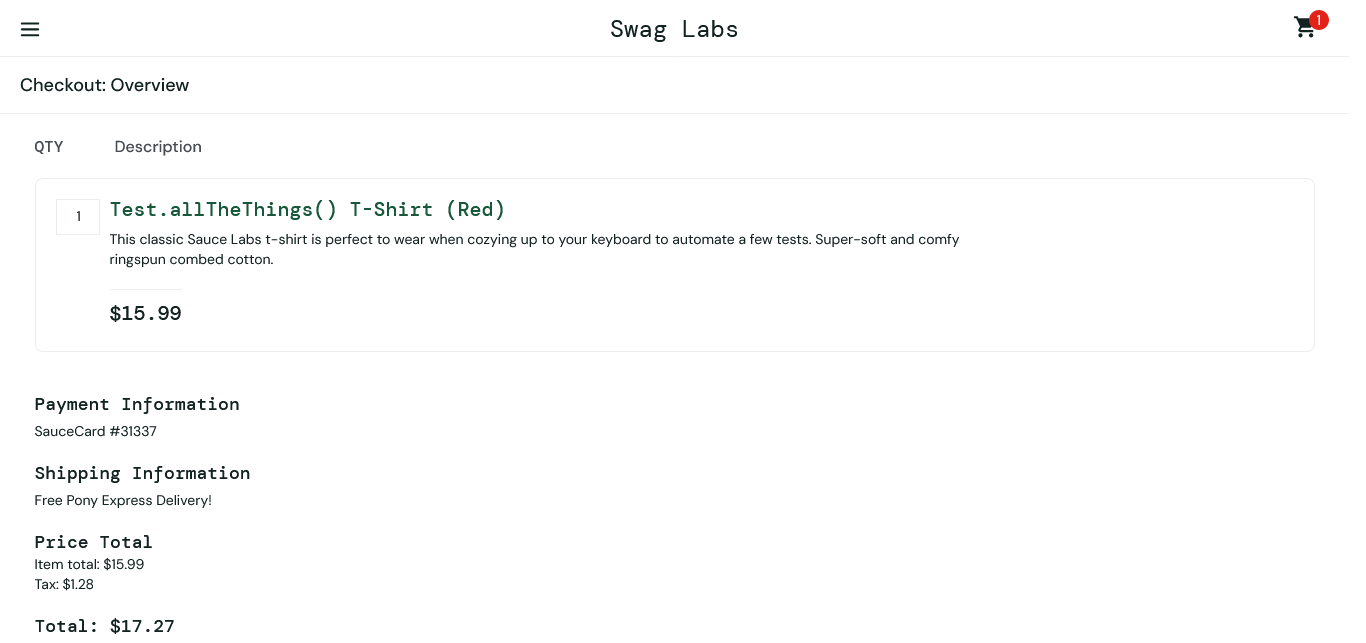 Swag Labs
1
Checkout: Overview
QTY Description
1
Test.allTheThings() T-Shirt (Red)
This classic Sauce Labs t-shirt is perfect to wear when cozying up to your keyboard to automate a few tests. Super-soft and comfy
ringspun combed cotton.
$15.99
Payment Information
SauceCard #31337
Shipping Information
Free Pony Express Delivery!
Price Total
Item total: $15.99
Tax: $1.28
Total: $17.27